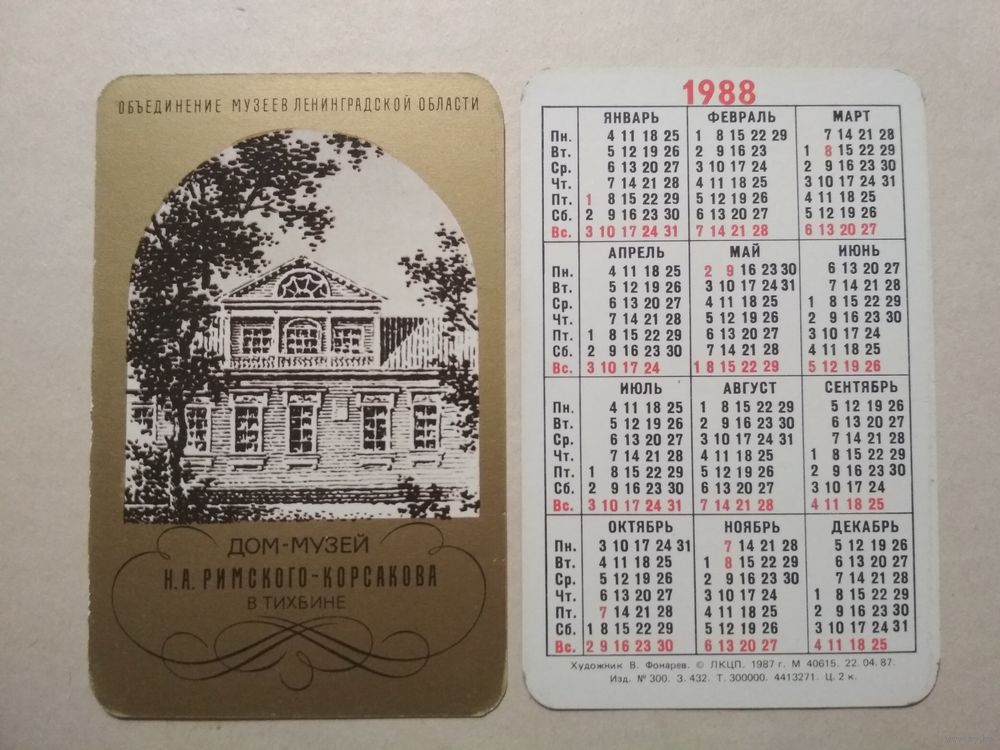 ОБЪЕДИНЕНИЕ МУЗЕЕВ ЛЕНИНГРАДСКОЙ ОБЛАСТИ
ДОМ-МУЗЕЙ
Н.А. РИМСКОГО-КОРСАКОВА
В ТИХВИНЕ
1988
ЯНВАРЬ ФЕВРАЛЬ МАРТ
Пн. 4 11 18 25 1 8 15 22 29 7 14 21 28
Вт. 5 12 19 26 2 9 16 23 1 8 15 22 29
Ср. 6 13 20 27 3 10 17 24 2 9 16 23 30
Чт. 7 14 21 28 4 11 18 25 3 10 17 24 31
Пт. 1 8 15 22 29 5 12 19 26 4 11 18 25
Сб. 2 9 16 23 30 6 13 20 27 5 12 19 26
Вс. 3 10 17 24 31 7 14 21 28 6 13 20 27
АПРЕЛЬ МАЙ ИЮНЬ
Пн. 4 11 18 25 2 9 16 23 30 6 13 20 27
Вт. 5 12 19 26 3 10 17 24 31 7 14 21 28
Ср. 6 13 20 27 4 11 18 25 1 8 15 22 29
Чт. 7 14 21 28 5 12 19 26 2 9 16 23 30
Пт. 1 8 15 22 29 6 13 20 27 3 10 17 24
Сб. 2 9 16 23 30 7 14 21 28 4 11 18 25
Вс. 3 10 17 24 1 8 15 22 29 5 12 19 26
ИЮЛЬ АВГУСТ СЕНТЯБРЬ
Пн. 4 11 18 25 1 8 15 22 29 5 12 19 26
Вт. 5 12 19 26 2 9 16 23 30 6 13 20 27
Ср. 6 13 20 27 3 10 17 24 31 7 14 21 28
Чт. 7 14 21 28 4 11 18 25 1 8 15 22 29
Пт. 1 8 15 22 29 5 12 19 26 2 9 16 23 30
Сб. 2 9 16 23 30 6 13 20 27 3 10 17 24
Вс. 3 10 17 24 31 7 14 21 28 4 11 18 25
ОКТЯБРЬ НОЯБРЬ ДЕКАБРЬ
Пн. 3 10 17 24 31 7 14 21 28 5 12 19 26
Вт. 4 11 18 25 1 8 15 22 29 6 13 20 27
Ср. 5 12 19 26 2 9 16 23 30 7 14 21 28
Чт. 6 13 20 27 3 10 17 24 1 8 15 22 29
Пт. 7 14 21 28 4 11 18 25 2 9 16 23 30
Сб. 1 8 15 22 29 5 12 19 26 3 10 17 24 31
Вс. 2 9 16 23 30 6 13 20 27 4 11 18 25
Художник В. Фонарев. © ЛКЦП. 1987 г. М 40615. 22. 04. 87.
Изд. № 300. З. 432. Т. 300000. 4413271. Ц. 2 к.